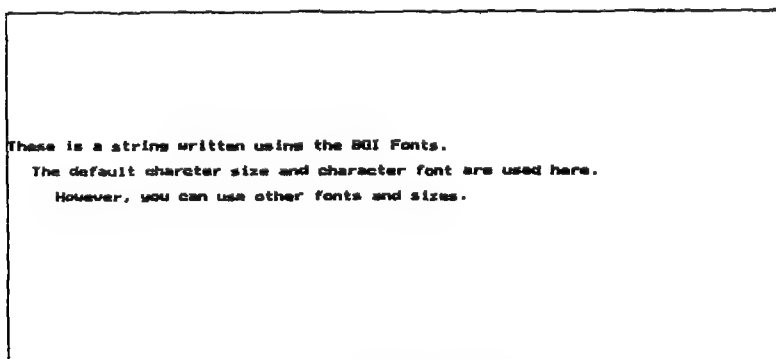 These is a string written using the BGI Fonts.
The default charcter size and character font are used here.
However, you can use other fonts and sizes.